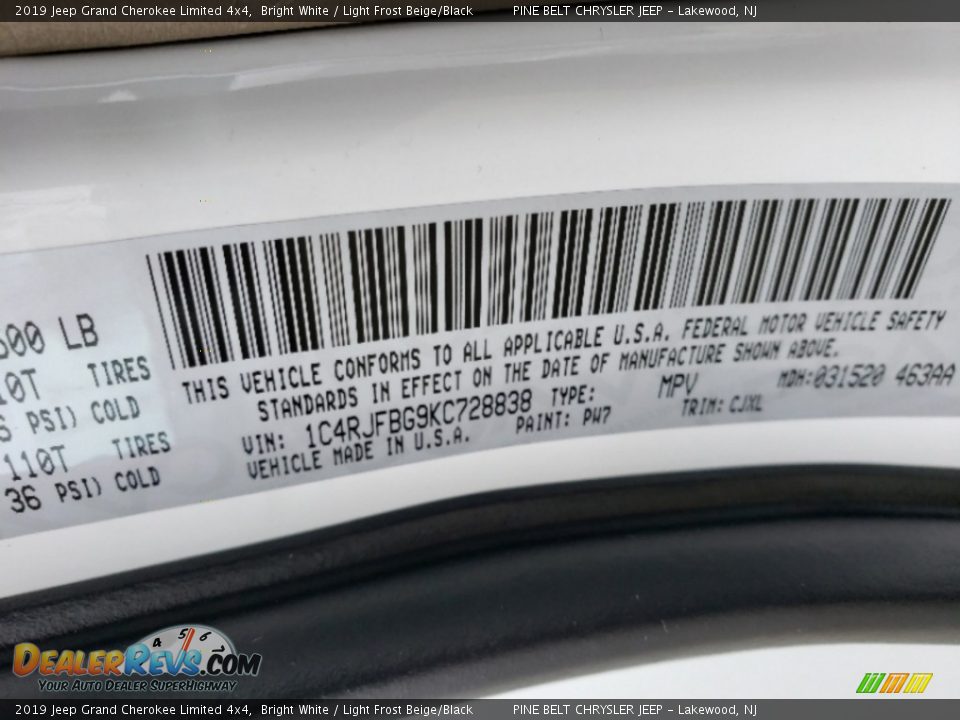 2019 Jeep Grand Cherokee Limited 4x4, Bright White / Light Frost Beige/Black PINE BELT CHRYSLER JEEP - Lakewood, NJ
LB
TIRES
PSI) COLD
110T TIRES
36 PSI) COLD
THIS VEHICLE CONFORMS TO ALL APPLICABLE U.S.A. FEDERAL MOTOR VEHICLE SAFETY
STANDARDS IN EFFECT ON THE DATE OF MANUFACTURE SHOWN ABOVE.
VIN: 1C4RJFBG9KC728838 TYPE: MPV MDH:031520 463AA
VEHICLE MADE IN U.S.A. PAINT: PW7 TRIM: CJXL
4 5 6
DEALERREVS.COM
YOUR AUTO DEALER SUPERHIGHWAY
2019 Jeep Grand Cherokee Limited 4x4, Bright White / Light Frost Beige/Black PINE BELT CHRYSLER JEEP - Lakewood, NJ